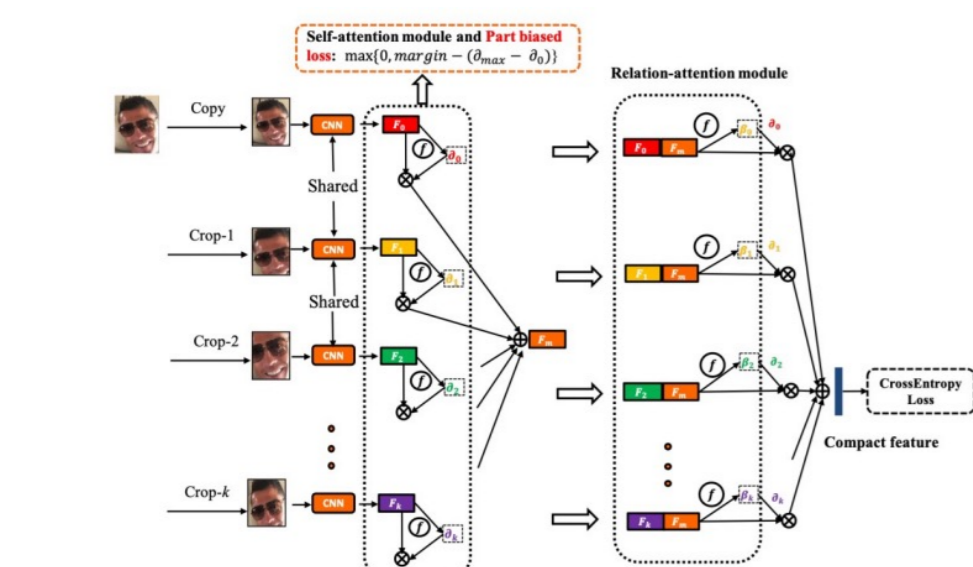 Self-attention module and Part biased
loss: max{0, margin − (∂max − ∂0)}
Relation-attention module
Copy
CNN
F0
f
∂0
F0 Fm
f
β0
∂0
Shared
Crop-1
CNN
F1
f
∂1
F1 Fm
f
β1
∂1
Shared
Fm
Crop-2
CNN
F2
f
∂2
F2 Fm
f
β2
∂2
CrossEntropy
Loss
Compact feature
Crop-k
CNN
Fk
f
∂k
Fk Fm
f
βk
∂k